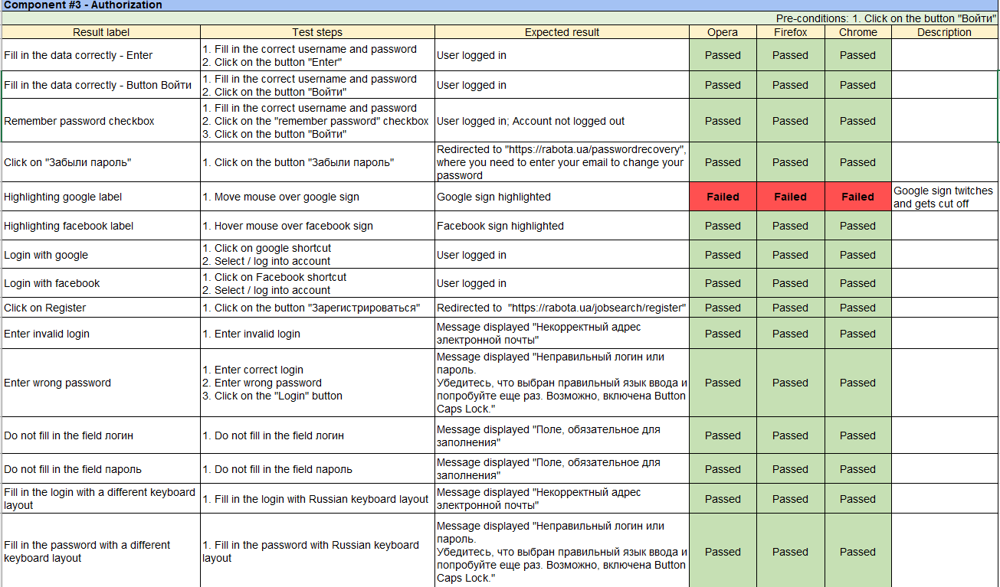 Component #3 - Authorization
Pre-conditions: 1. Click on the button "Войти"
Result label Test steps Expected result Opera Firefox Chrome Description
Fill in the data correctly - Enter
1. Fill in the correct username and password
2. Click on the button "Enter"
User logged in
Passed Passed Passed
Fill in the data correctly - Button Войти
1. Fill in the correct username and password
2. Click on the button "Войти"
User logged in
Passed Passed Passed
Remember password checkbox
1. Fill in the correct username and password
2. Click on the "remember password" checkbox
3. Click on the button "Войти"
User logged in; Account not logged out
Passed Passed Passed
Click on "Забыли пароль"
1. Click on the button "Забыли пароль"
Redirected to "https://rabota.ua/passwordrecovery",
where you need to enter your email to change your
password
Passed Passed Passed
Highlighting google label
1. Move mouse over google sign
Google sign highlighted
Failed Failed Failed
Google sign twitches
and gets cut off
Highlighting facebook label
1. Hover mouse over facebook sign
Facebook sign highlighted
Passed Passed Passed
Login with google
1. Click on google shortcut
2. Select / log into account
User logged in
Passed Passed Passed
Login with facebook
1. Click on Facebook shortcut
2. Select / log into account
User logged in
Passed Passed Passed
Click on Register
1. Click on the button "Зарегистрироваться"
Redirected to  "https://rabota.ua/jobsearch/register"
Passed Passed Passed
Enter invalid login
1. Enter invalid login
Message displayed "Некорректный адрес
электронной почты"
Passed Passed Passed
Enter wrong password
1. Enter correct login
2. Enter wrong password
3. Click on the "Login" button
Message displayed "Неправильный логин или
пароль.
Убедитесь, что выбран правильный язык ввода и
попробуйте еще раз. Возможно, включена Button
Caps Lock."
Passed Passed Passed
Do not fill in the field логин
1. Do not fill in the field логин
Message displayed "Поле, обязательное для
заполнения"
Passed Passed Passed
Do not fill in the field пароль
1. Do not fill in the field пароль
Message displayed "Поле, обязательное для
заполнения"
Passed Passed Passed
Fill in the login with a different keyboard
layout
1. Fill in the login with Russian keyboard layout
Message displayed "Некорректный адрес
электронной почты"
Passed Passed Passed
Fill in the password with a different
keyboard layout
1. Fill in the password with Russian keyboard
layout
Message displayed "Неправильный логин или
пароль.
Убедитесь, что выбран правильный язык ввода и
попробуйте еще раз. Возможно, включена Button
Caps Lock."
Passed Passed Passed